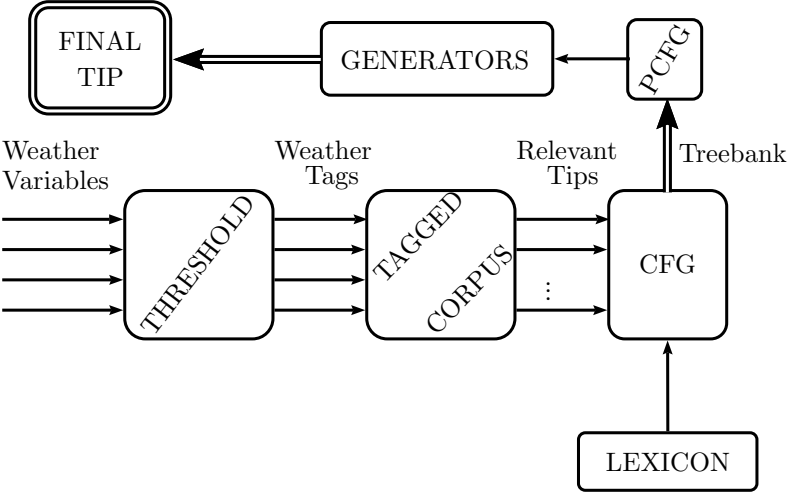 FINAL
TIP
GENERATORS
PCFG
Weather
Variables
Weather
Tags
Relevant
Tips
Treebank
THRESHOLD
TAGGED
CORPUS
⋮
CFG
LEXICON